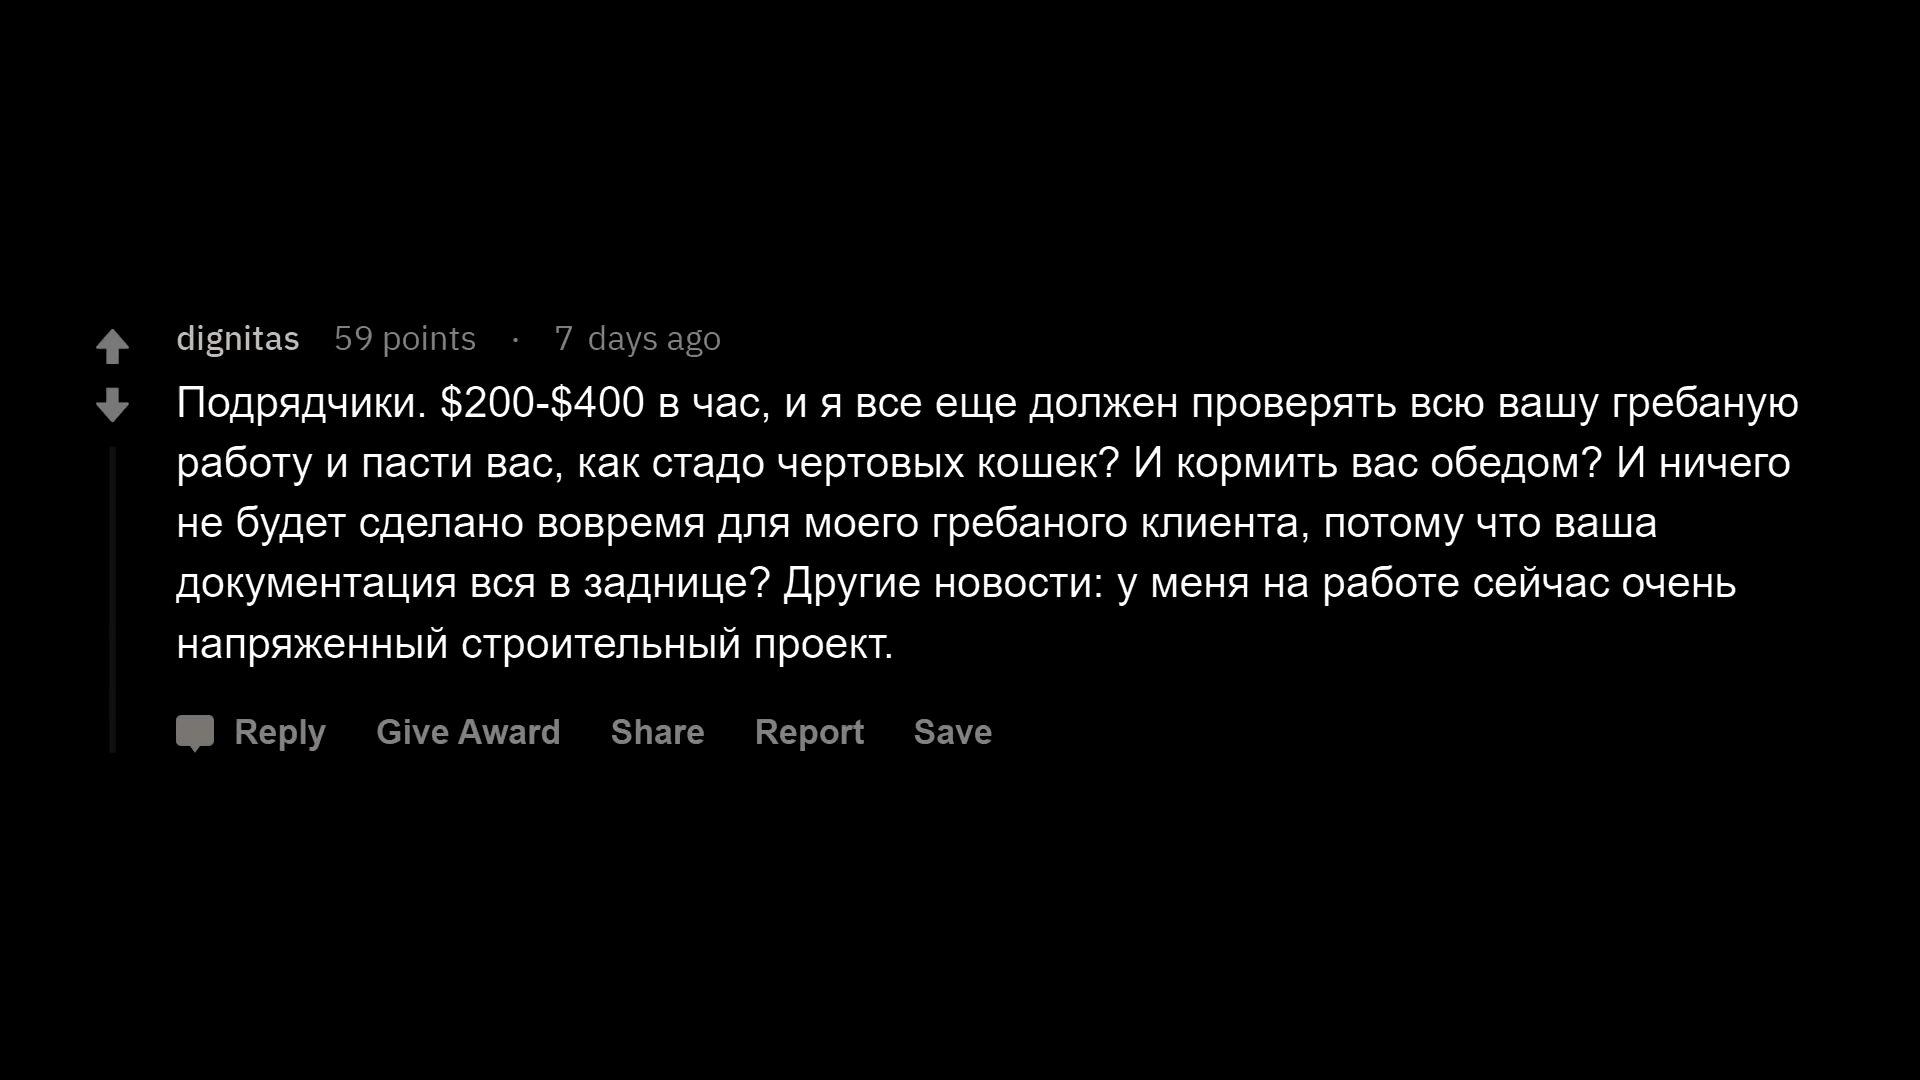 dignitas 59 points · 7 days ago
Подрядчики. $200-$400 в час, и я все еще должен проверять всю вашу гребаную
работу и пасти вас, как стадо чертовых кошек? И кормить вас обедом? И ничего
не будет сделано вовремя для моего гребаного клиента, потому что ваша
документация вся в заднице? Другие новости: у меня на работе сейчас очень
напряженный строительный проект.
Reply Give Award Share Report Save